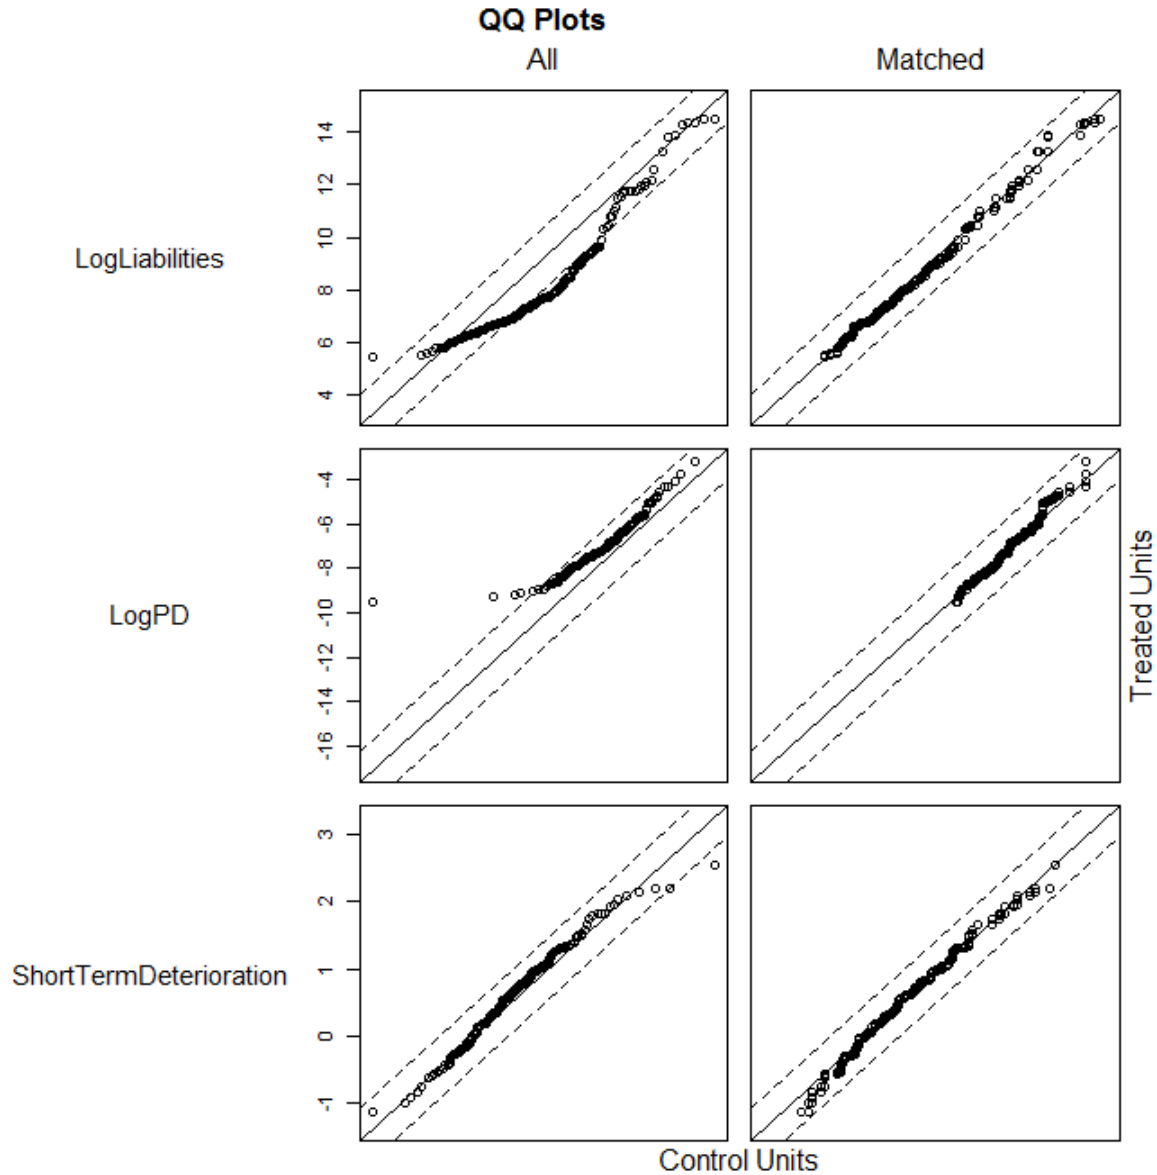 QQ Plots
All Matched
LogLiabilities
14
12
10
8
6
4
LogPD
-4
-6
-8
-10
-12
-14
-16
Treated Units
ShortTermDeterioration
3
2
1
0
-1
Control Units